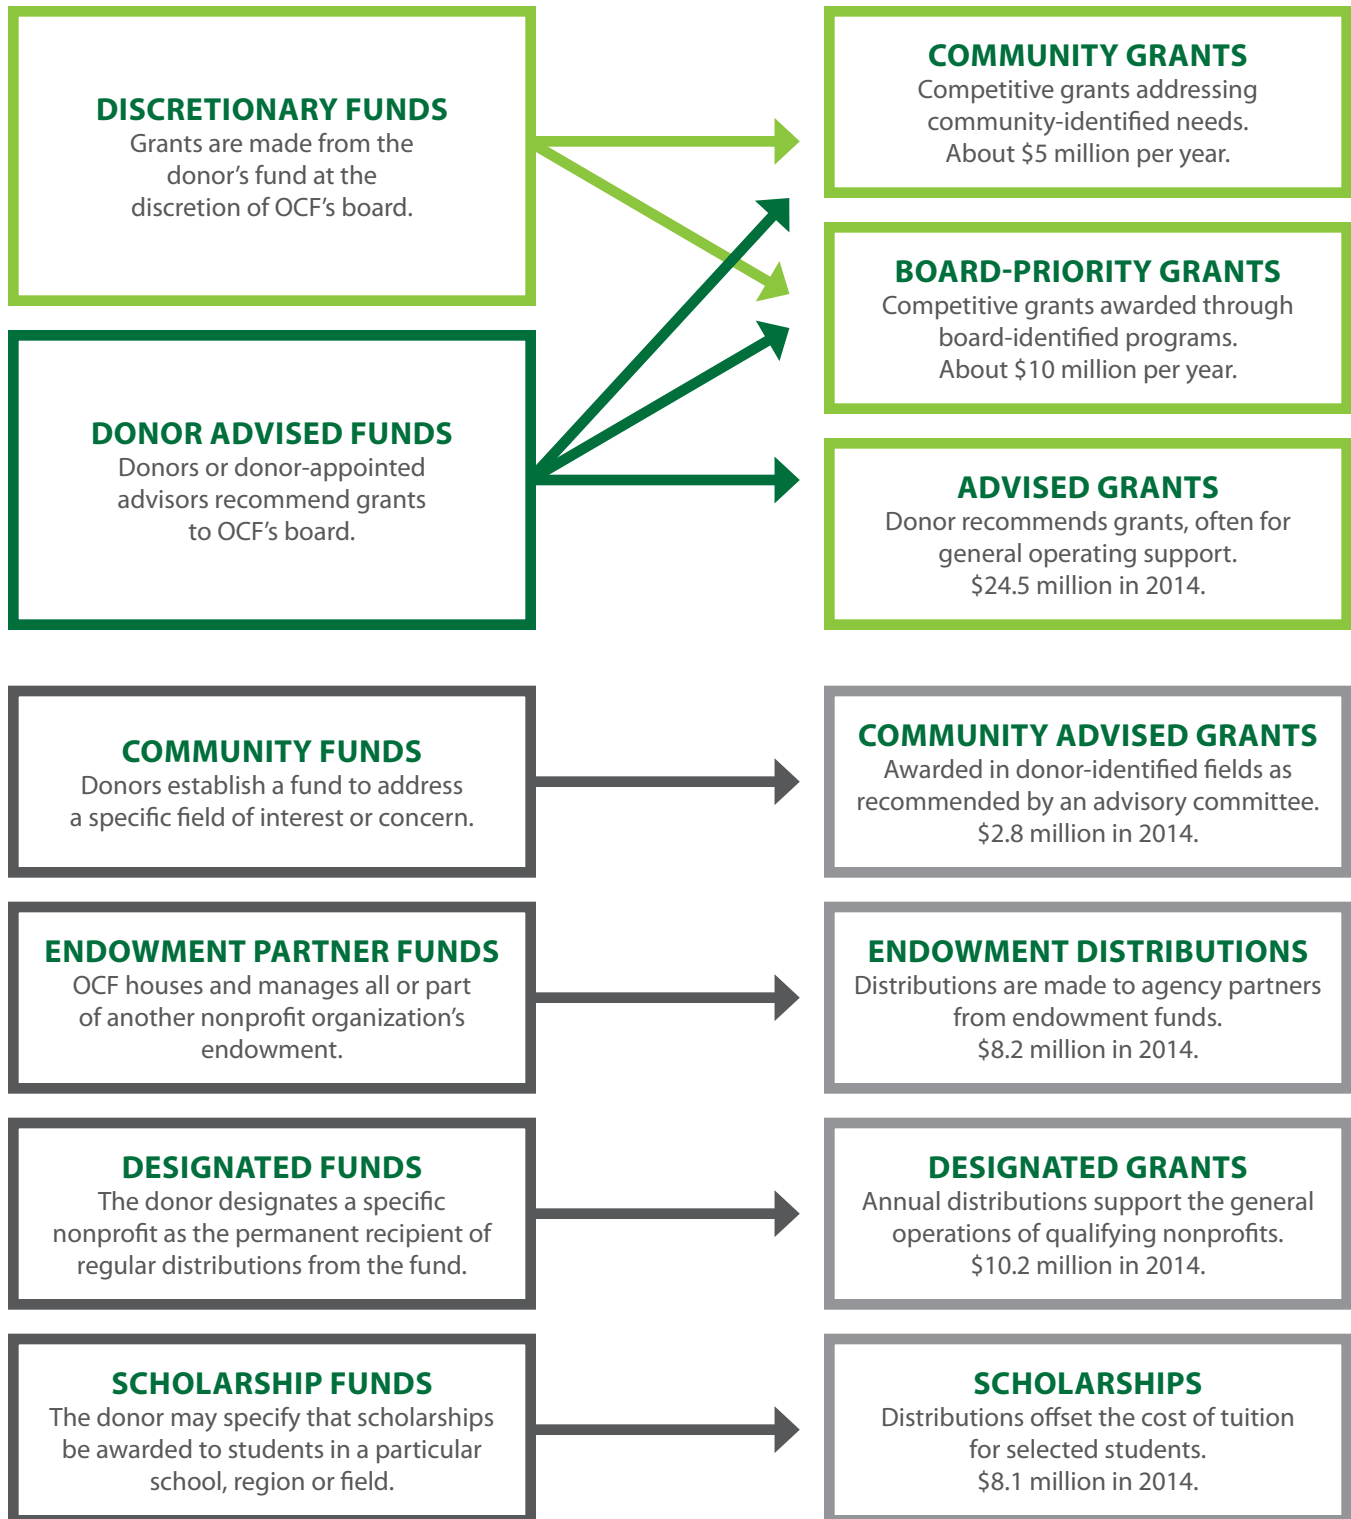 DISCRETIONARY FUNDS
Grants are made from the
donor’s fund at the
discretion of OCF’s board.
COMMUNITY GRANTS
Competitive grants addressing
community-identified needs.
About $5 million per year.
BOARD-PRIORITY GRANTS
Competitive grants awarded through
board-identified programs.
About $10 million per year.
DONOR ADVISED FUNDS
Donors or donor-appointed
advisors recommend grants
to OCF’s board.
ADVISED GRANTS
Donor recommends grants, often for
general operating support.
$24.5 million in 2014.
COMMUNITY FUNDS
Donors establish a fund to address
a specific field of interest or concern.
COMMUNITY ADVISED GRANTS
Awarded in donor-identified fields as
recommended by an advisory committee.
$2.8 million in 2014.
ENDOWMENT PARTNER FUNDS
OCF houses and manages all or part
of another nonprofit organization’s
endowment.
ENDOWMENT DISTRIBUTIONS
Distributions are made to agency partners
from endowment funds.
$8.2 million in 2014.
DESIGNATED FUNDS
The donor designates a specific
nonprofit as the permanent recipient of
regular distributions from the fund.
DESIGNATED GRANTS
Annual distributions support the general
operations of qualifying nonprofits.
$10.2 million in 2014.
SCHOLARSHIP FUNDS
The donor may specify that scholarships
be awarded to students in a particular
school, region or field.
SCHOLARSHIPS
Distributions offset the cost of tuition
for selected students.
$8.1 million in 2014.